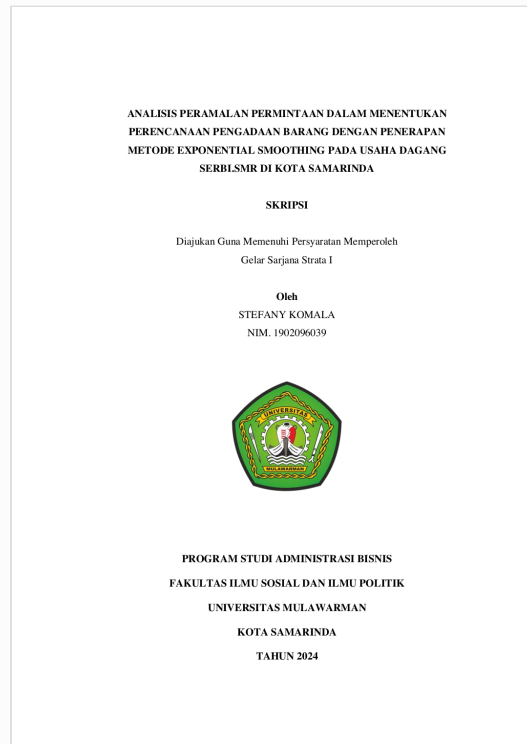 ANALISIS PERAMALAN PERMINTAAN DALAM MENENTUKAN
PERENCANAAN PENGADAAN BARANG DENGAN PENERAPAN
METODE EXPONENTIAL SMOOTHING PADA USAHA DAGANG
SERBI.SMR DI KOTA SAMARINDA
SKRIPSI
Diajukan Guna Memenuhi Persyaratan Memperoleh
Gelar Sarjana Strata I
Oleh
STEFANY KOMALA
NIM. 1902096039
UNIVERSITAS
MULAWARMAN
PROGRAM STUDI ADMINISTRASI BISNIS
FAKULTAS ILMU SOSIAL DAN ILMU POLITIK
UNIVERSITAS MULAWARMAN
KOTA SAMARINDA
TAHUN 2024